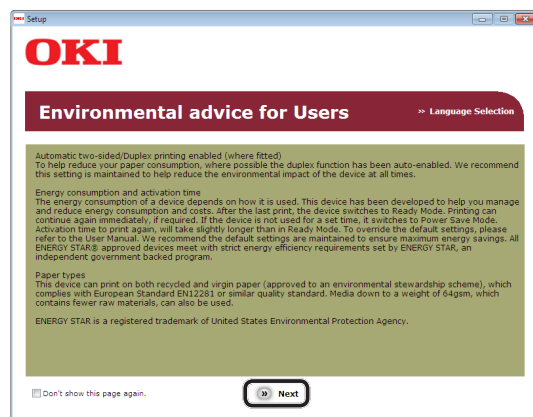 OKI Setup
OKI
Environmental advice for Users
» Language Selection
Automatic two-sided/Duplex printing enabled (where fitted)
To help reduce your paper consumption, where possible the duplex function has been auto-enabled. We recommend
this setting is maintained to help reduce the environmental impact of the device at all times.
Energy consumption and activation time
The energy consumption of a device depends on how it is used. This device has been developed to help you manage
and reduce energy consumption and costs. After the last print, the device switches to Ready Mode. Printing can
continue again immediately, if required. If the device is not used for a set time, it switches to Power Save Mode.
Activation time to print again, will take slightly longer than in Ready Mode. To override the default settings, please
refer to the User Manual. We recommend the default settings are maintained to ensure maximum energy savings. All
ENERGY STAR® approved devices meet with strict energy efficiency requirements set by ENERGY STAR, an
independent government backed program.
Paper types
This device can print on both recycled and virgin paper (approved to an environmental stewardship scheme), which
complies with European Standard EN12281 or similar quality standard. Media down to a weight of 64gsm, which
contains fewer raw materials, can also be used.
ENERGY STAR is a registered trademark of United States Environmental Protection Agency.
Don't show this page again.
» Next